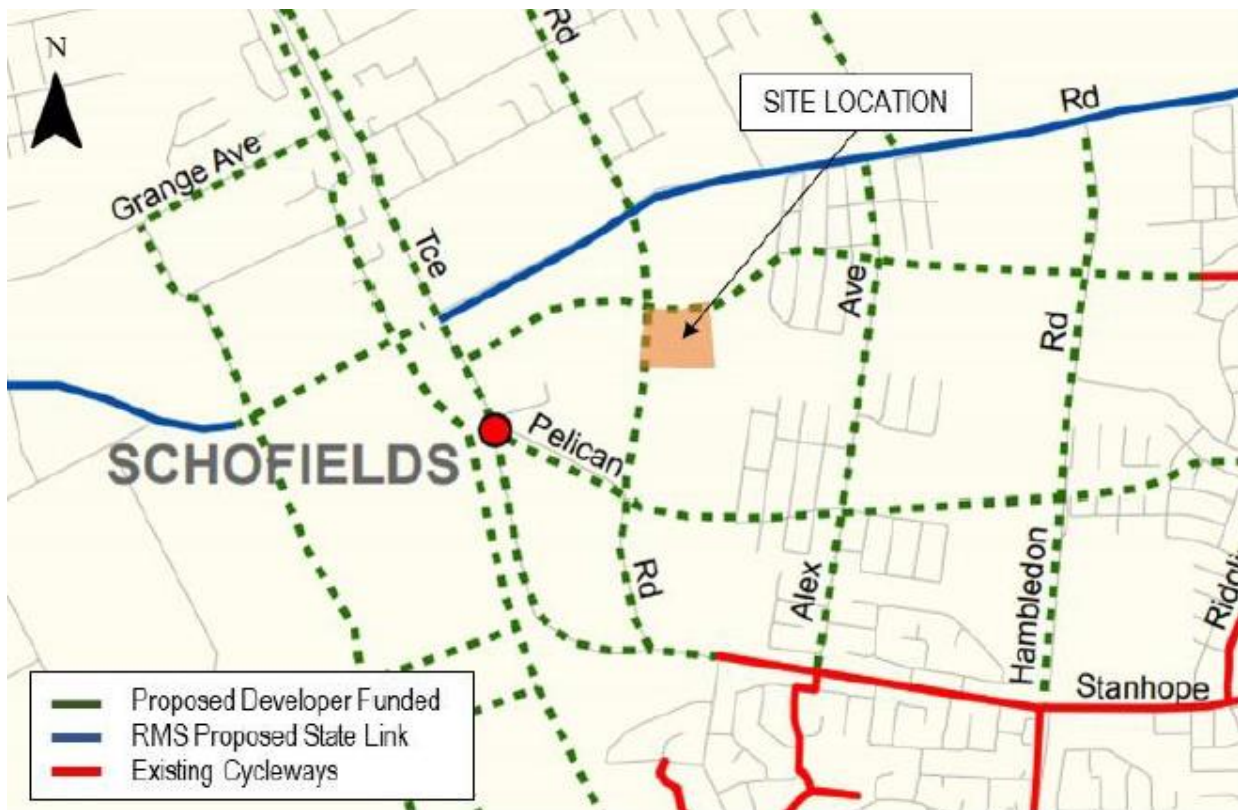 N
Rd
SITE LOCATION
Rd
Grange Ave
Tce
Ave
Rd
Pelican
SCHOFIELDS
Rd
Alex
Hambledon
Stanhope
Proposed Developer Funded
RMS Proposed State Link
Existing Cycleways